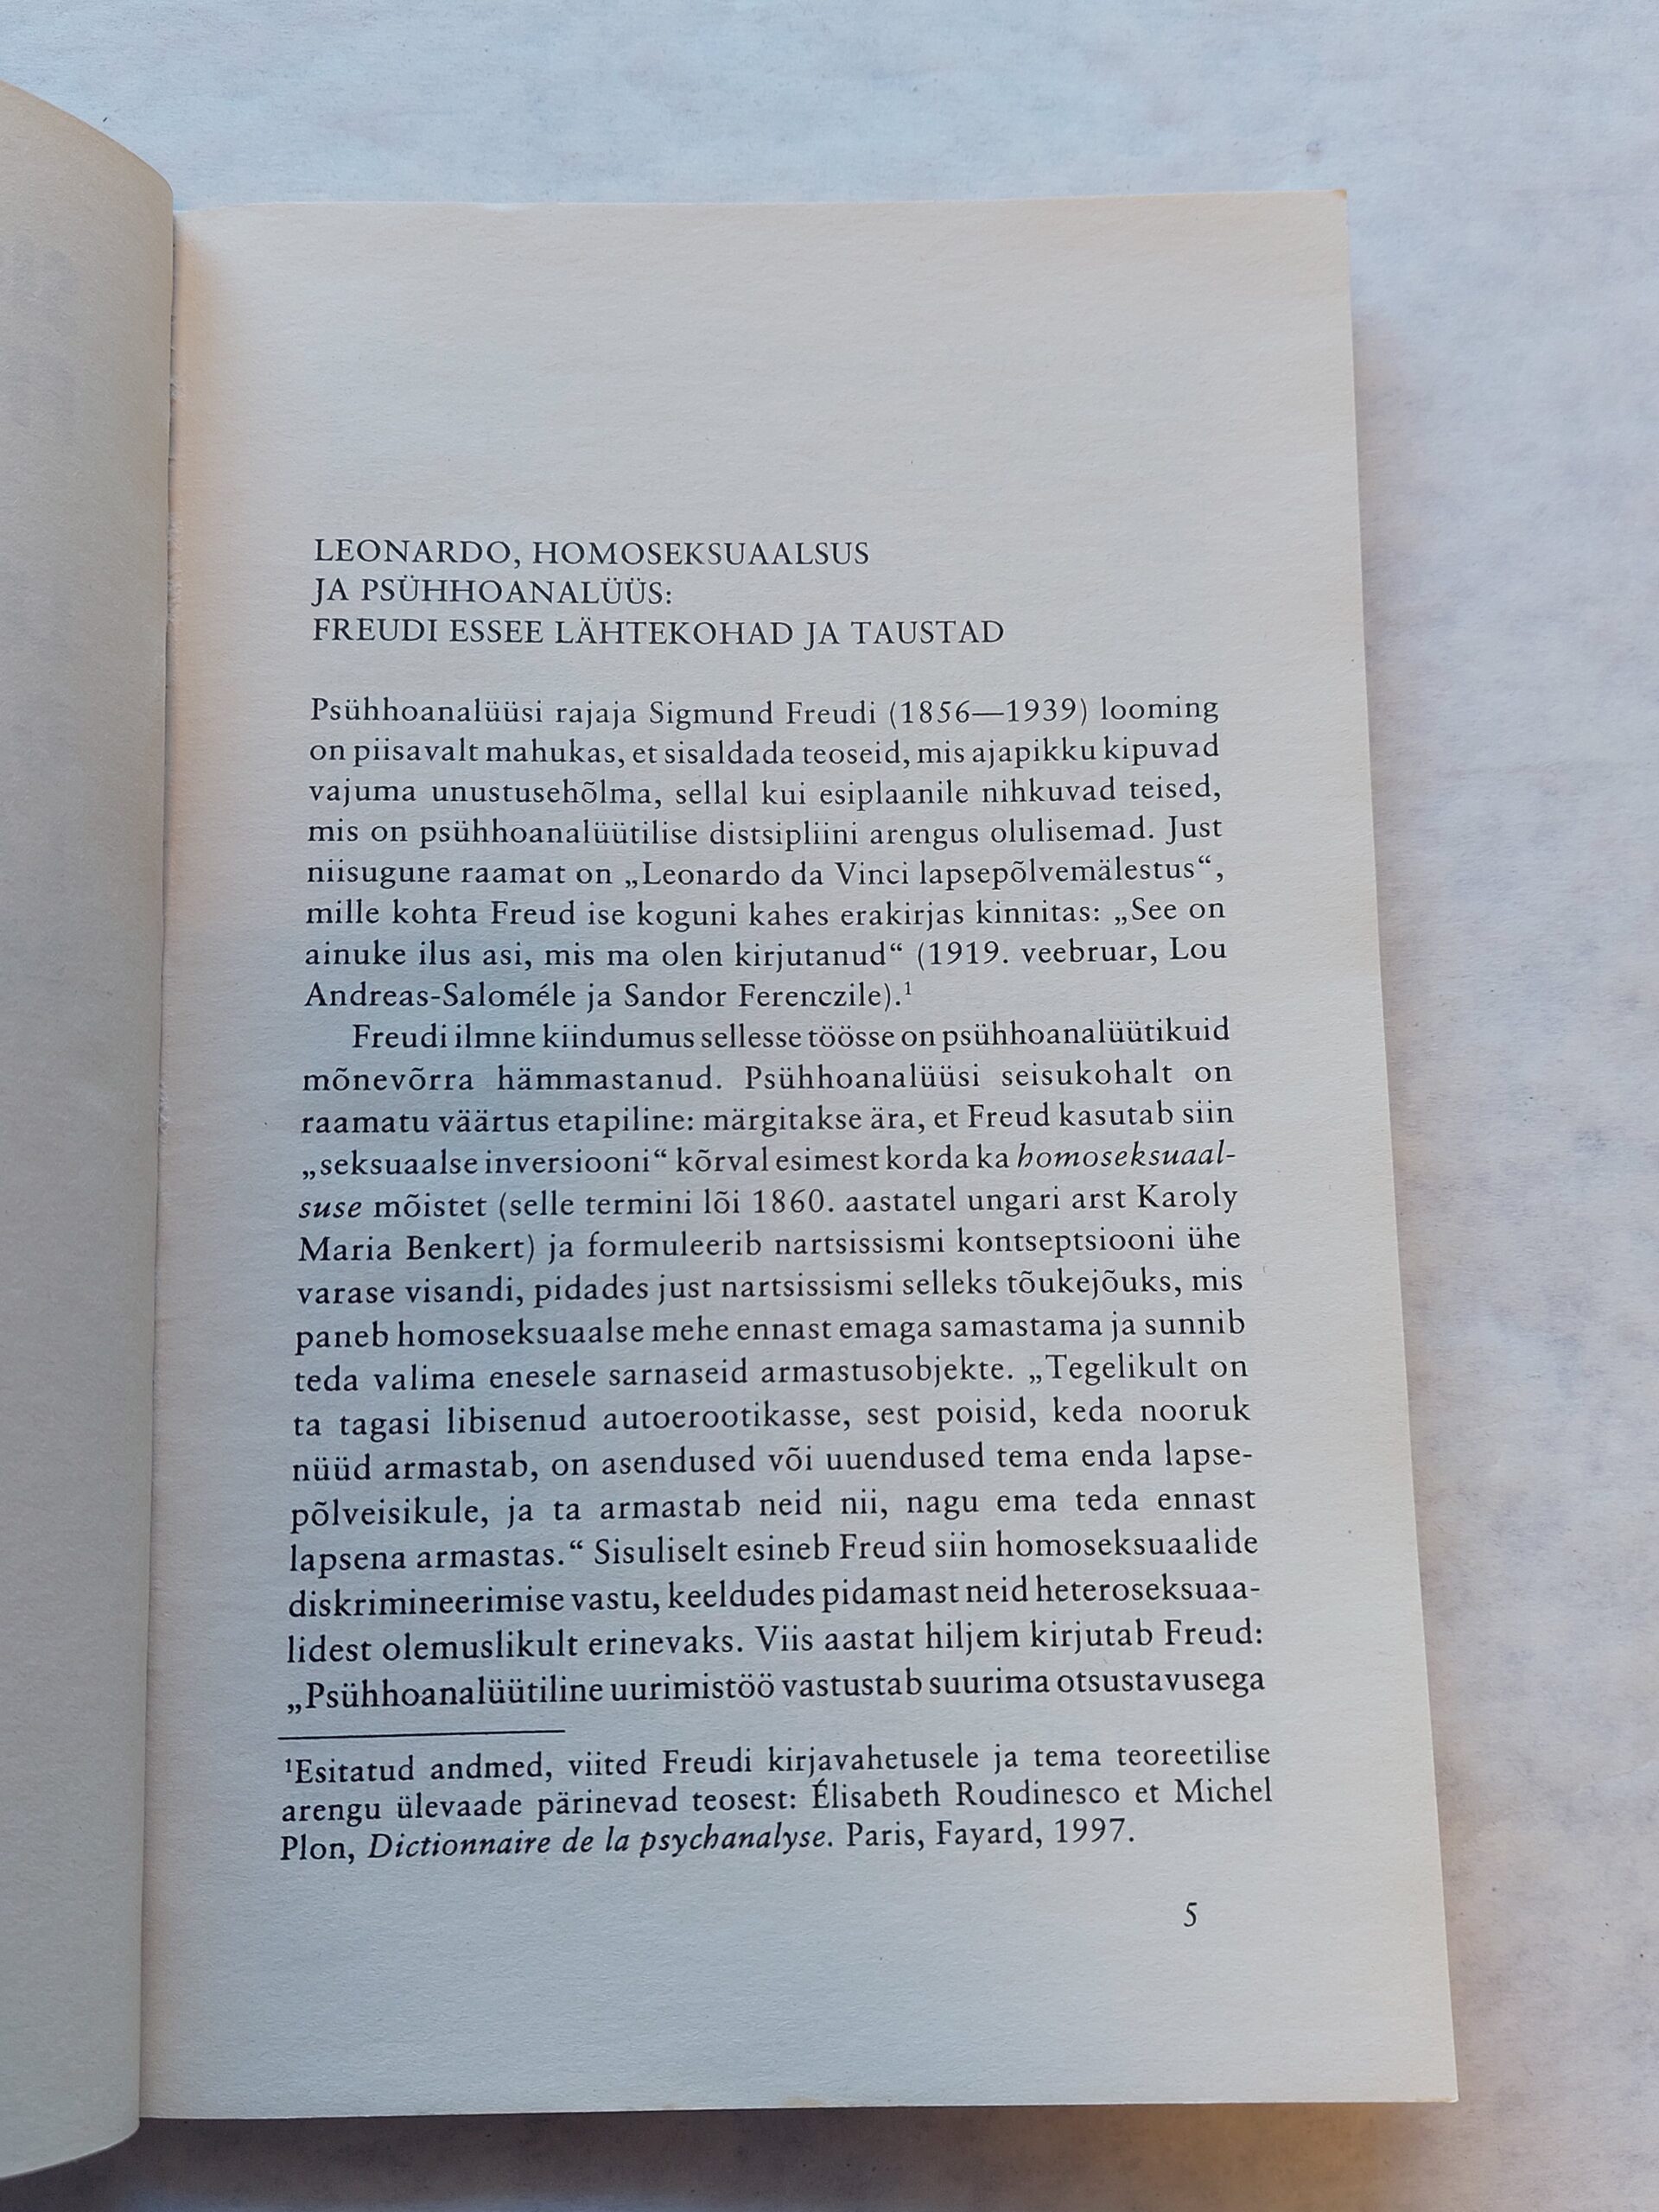 LEONARDO, HOMOSEKSUAALSUS
JA PSÜHHOANALÜÜS:
FREUDI ESSEE LÄHTEKOHAD JA TAUSTAD
Psühhoanalüüsi rajaja Sigmund Freudi (1856—1939) looming
on piisavalt mahukas, et sisaldada teoseid, mis ajapikku kipuvad
vajuma unustusehõlma, sellal kui esiplaanile nihkuvad teised,
mis on psühhoanalüütilise distsipliini arengus olulisemad. Just
niisugune raamat on „Leonardo da Vinci lapsepõlvemälestus“,
mille kohta Freud ise koguni kahes erakirjas kinnitas: „See on
ainuke ilus asi, mis ma olen kirjutanud“ (1919. veebruar, Lou
Andreas-Saloméle ja Sandor Ferenczile).¹
Freudi ilmne kiindumus sellesse töösse on psühhoanalüütikuid
mõnevõrra hämmastanud. Psühhoanalüüsi seisukohalt on
raamatu väärtus etapiline: märgitakse ära, et Freud kasutab siin
„seksuaalse inversiooni“ kõrval esimest korda ka homoseksuaal-
suse mõistet (selle termini lõi 1860. aastatel ungari arst Karoly
Maria Benkert) ja formuleerib nartsissismi kontseptsiooni ühe
varase visandi, pidades just nartsissismi selleks tõukejõuks, mis
paneb homoseksuaalse mehe ennast emaga samastama ja sunnib
teda valima enesele sarnaseid armastusobjekte. „Tegelikult on
ta tagasi libisenud autoerootikasse, sest poisid, keda nooruk
nüüd armastab, on asendused või uuendused tema enda lapse-
põlveisikule, ja ta armastab neid nii, nagu ema teda ennast
lapsena armastas.“ Sisuliselt esineb Freud siin homoseksuaalide
diskrimineerimise vastu, keeldudes pidamast neid heteroseksuaa-
lidest olemuslikult erinevaks. Viis aastat hiljem kirjutab Freud:
„Psühhoanalüütiline uurimistöö vastustab suurima otsustavusega
¹Esitatud andmed, viited Freudi kirjavahetusele ja tema teoreetilise
arengu ülevaade pärinevad teosest: Élisabeth Roudinesco et Michel
Plon, Dictionnaire de la psychanalyse. Paris, Fayard, 1997.
5